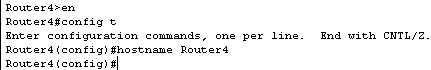 Router4>en
Router4#config t
Enter configuration commands, one per line.  End with CNTL/Z.
Router4(config)#hostname Router4
Router4(config)#